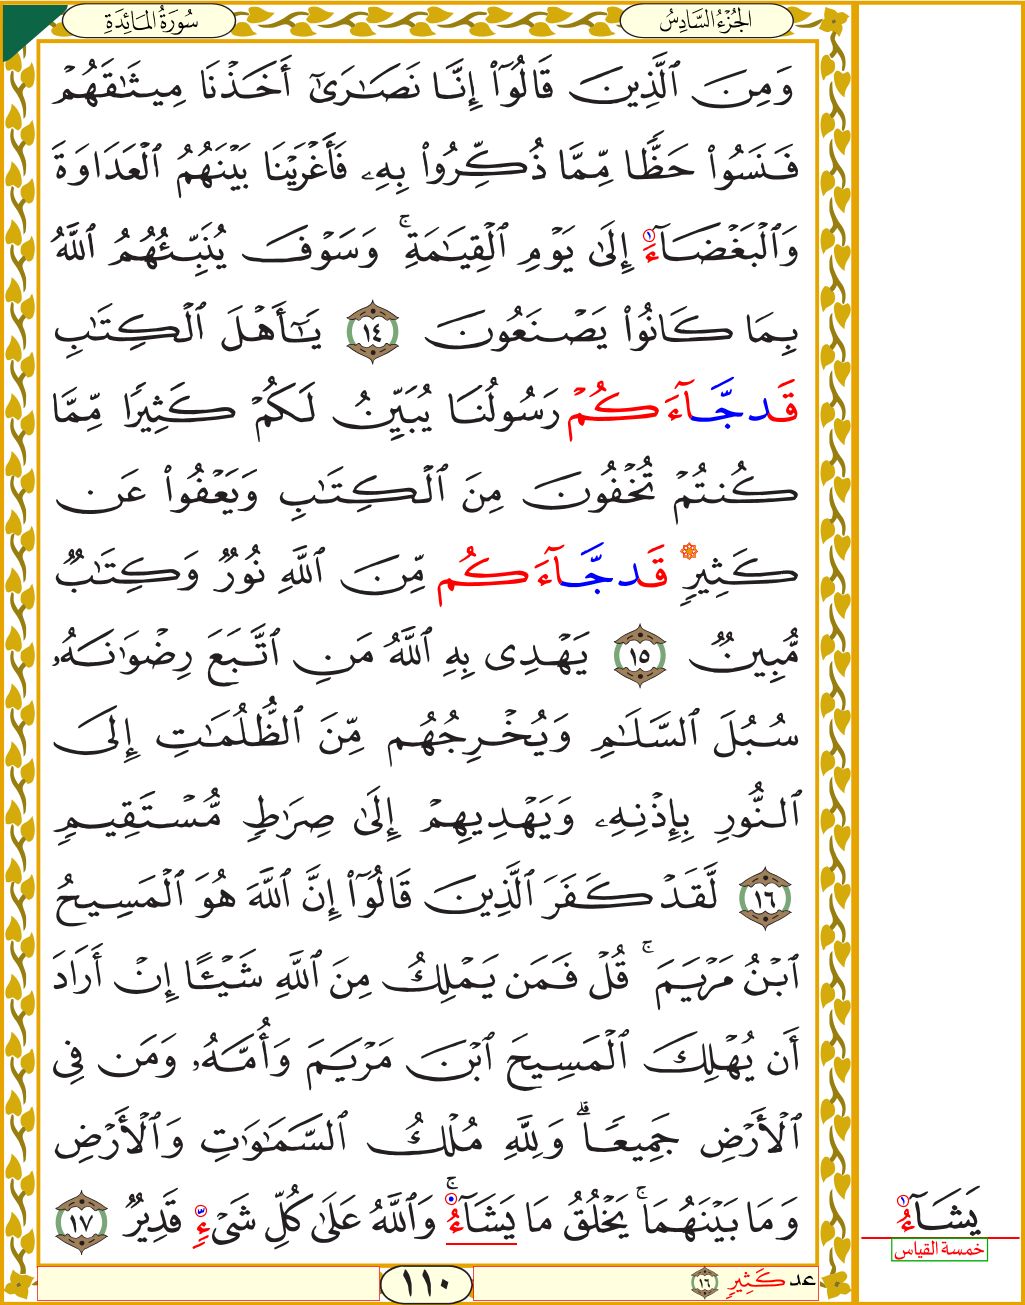 الجُزْءُ السَّادِسُ
سُورَةُ المَائِدَةِ
وَمِنَ ٱلَّذِينَ قَالُوٓا۟ إِنَّا نَصَـٰرَىٰٓ أَخَذْنَا مِيثَـٰقَهُمْ
فَنَسُوا۟ حَظًّا مِّمَّا ذُكِّرُوا۟ بِهِۦ فَأَغْرَيْنَا بَيْنَهُمُ ٱلْعَدَاوَةَ
وَٱلْبَغْضَآءَ ١ إِلَىٰ يَوْمِ ٱلْقِيَـٰمَةِ ۚ وَسَوْفَ يُنَبِّئُهُمُ ٱللَّهُ
بِمَا كَانُوا۟ يَصْنَعُونَ ١٤ يَـٰٓأَهْلَ ٱلْكِتَـٰبِ
قَد جَّآءَكُمْ رَسُولُنَا يُبَيِّنُ لَكُمْ كَثِيرًا مِّمَّا
كُنتُمْ تُخْفُونَ مِنَ ٱلْكِتَـٰبِ وَيَعْفُوا۟ عَن
كَثِيرٍ ۞ قَد جَّآءَكُم مِّنَ ٱللَّهِ نُورٌ وَكِتَـٰبٌ
مُّبِينٌ ١٥ يَهْدِى بِهِ ٱللَّهُ مَنِ ٱتَّبَعَ رِضْوَٰنَهُۥ
سُبُلَ ٱلسَّلَـٰمِ وَيُخْرِجُهُم مِّنَ ٱلظُّلُمَـٰتِ إِلَى
ٱلنُّورِ بِإِذْنِهِۦ وَيَهْدِيهِمْ إِلَىٰ صِرَٰطٍ مُّسْتَقِيمٍ
١٦ لَّقَدْ كَفَرَ ٱلَّذِينَ قَالُوٓا۟ إِنَّ ٱللَّهَ هُوَ ٱلْمَسِيحُ
ٱبْنُ مَرْيَمَ ۚ قُلْ فَمَن يَمْلِكُ مِنَ ٱللَّهِ شَيْـًٔا إِنْ أَرَادَ
أَن يُهْلِكَ ٱلْمَسِيحَ ٱبْنَ مَرْيَمَ وَأُمَّهُۥ وَمَن فِى
ٱلْأَرْضِ جَمِيعًا ۗ وَلِلَّهِ مُلْكُ ٱلسَّمَـٰوَٰتِ وَٱلْأَرْضِ
وَمَا بَيْنَهُمَا ۚ يَخْلُقُ مَا يَشَآءُ ۚ وَٱللَّهُ عَلَىٰ كُلِّ شَىْءٍ قَدِيرٌ ١٧
يَشَآءُ ١
خمسة القياس
عد كَثِيرٍ ١٦
١١٠